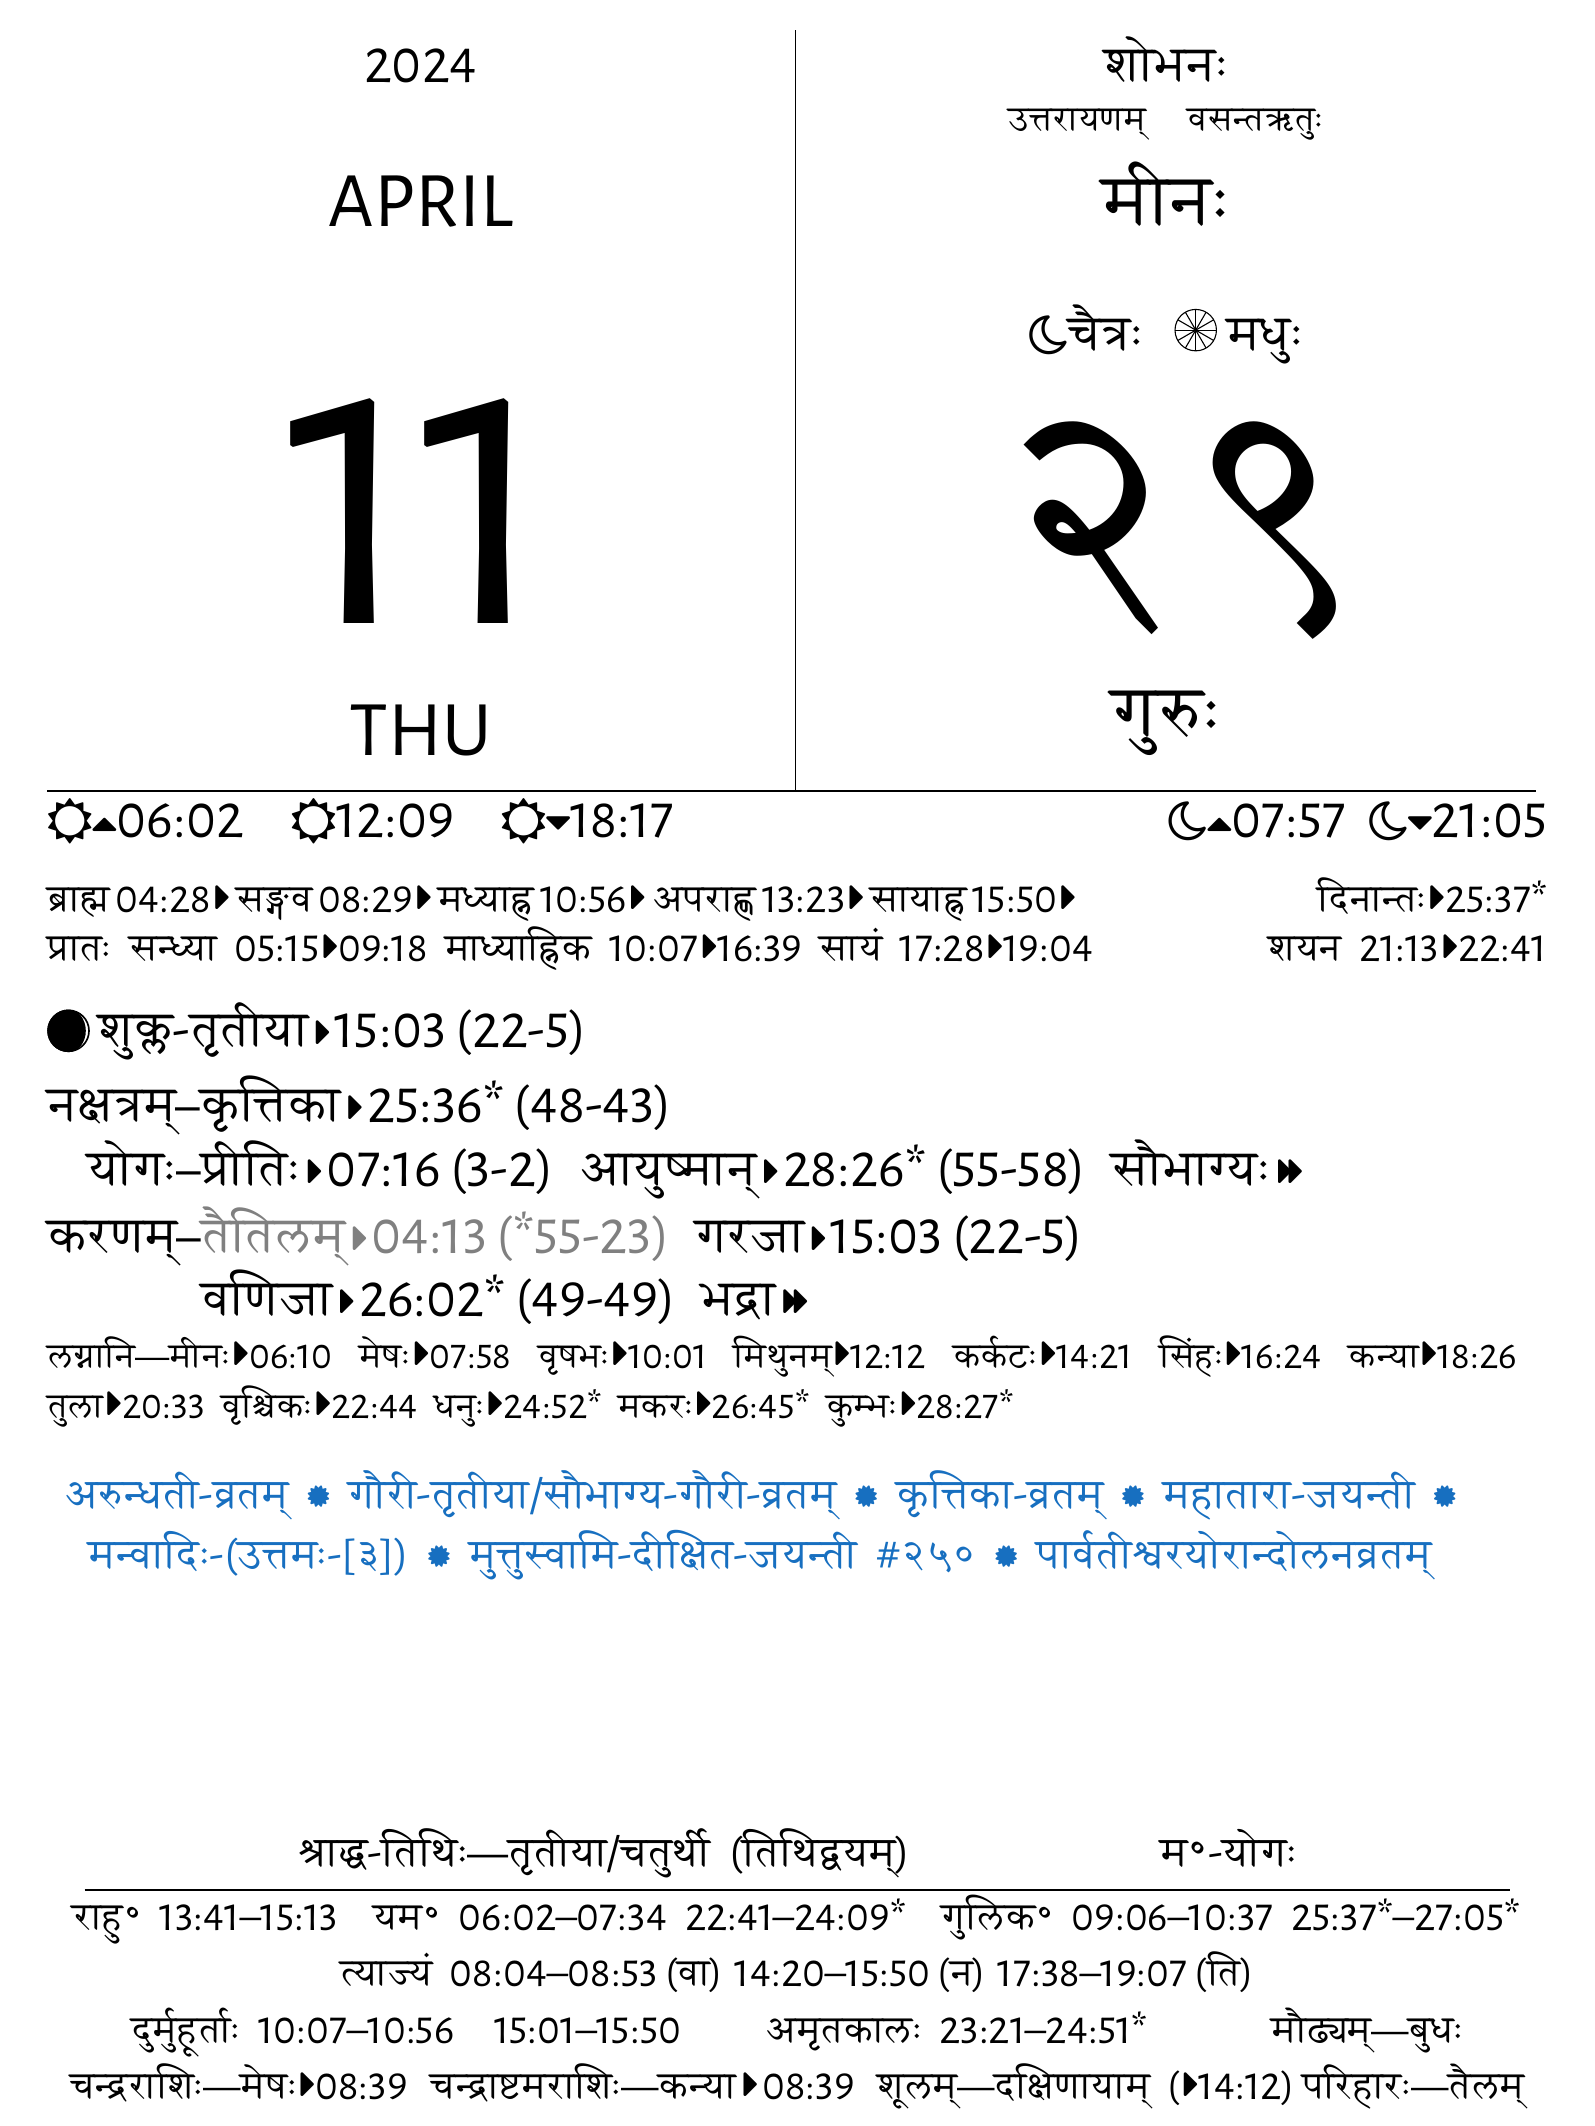 2024
APRIL
11
THU
शोभनः
उत्तरायणम् वसन्तऋतुः
मीनः
चैत्रः मधुः
२९
गुरुः
06:02 12:09 18:17 07:57 21:05
ब्राह्म 04:28 सङ्गव 08:29 मध्याह्न 10:56 अपराह्ण 13:23 सायाह्न 15:50 दिनान्तः 25:37*
प्रातः सन्ध्या 05:15 09:18 माध्याह्निक 10:07 16:39 सायं 17:28 19:04 शयन 21:13 22:41
शुक्ल-तृतीया 15:03 (22-5)
नक्षत्रम्–कृत्तिका 25:36* (48-43)
योगः–प्रीतिः 07:16 (3-2) आयुष्मान् 28:26* (55-58) सौभाग्यः
करणम्–तैतिलम् 04:13 (*55-23) गरजा 15:03 (22-5)
वणिजा 26:02* (49-49) भद्रा
लग्नानि—मीनः 06:10 मेषः 07:58 वृषभः 10:01 मिथुनम् 12:12 कर्कटः 14:21 सिंहः 16:24 कन्या 18:26
तुला 20:33 वृश्चिकः 22:44 धनुः 24:52* मकरः 26:45* कुम्भः 28:27*
अरुन्धती-व्रतम् ✹ गौरी-तृतीया/सौभाग्य-गौरी-व्रतम् ✹ कृत्तिका-व्रतम् ✹ महातारा-जयन्ती ✹
मन्वादिः-(उत्तमः-[३]) ✹ मुत्तुस्वामि-दीक्षित-जयन्ती #२५० ✹ पार्वतीश्वरयोरान्दोलनव्रतम्
श्राद्ध-तिथिः—तृतीया/चतुर्थी (तिथिद्वयम्) म॰-योगः
राहु॰ 13:41–15:13 यम॰ 06:02–07:34 22:41–24:09* गुलिक॰ 09:06–10:37 25:37*–27:05*
त्याज्यं 08:04–08:53 (वा) 14:20–15:50 (न) 17:38–19:07 (ति)
दुर्मुहूर्ताः 10:07–10:56 15:01–15:50 अमृतकालः 23:21–24:51* मौढ्यम्—बुधः
चन्द्रराशिः—मेषः 08:39 चन्द्राष्टमराशिः—कन्या 08:39 शूलम्—दक्षिणायाम् (14:12) परिहारः—तैलम्